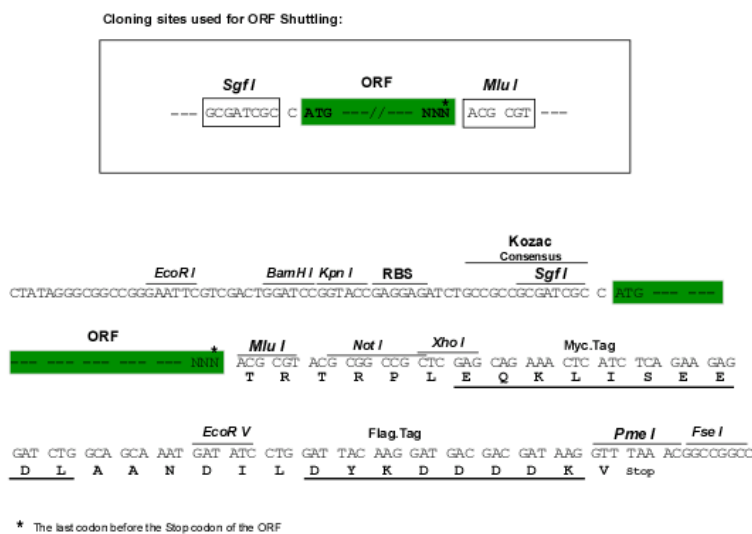 Cloning sites used for ORF Shuttling:
Sgf I ORF Mlu I
--- GCGATCGC C ATG ---//--- NNN* ACG CGT ---
Kozac
Consensus
EcoR I BamH I Kpn I RBS Sgf I
CTATAGGGCGGCCGGGAATTCGTCGACTGGATCCGGTACCGAGGAGATCTGCCGCCGCGATCGC C ATG --- ---
ORF Mlu I Not I Xho I Myc.Tag
--- --- --- --- --- --- NNN* ACG CGT ACG CGG CCG CTC GAG CAG AAA CTC ATC TCA GAA GAG
T R T R P L E Q K L I S E E
EcoR V Flag.Tag Pme I Fse I
GAT CTG GCA GCA AAT GAT ATC CTG GAT TAC AAG GAT GAC GAC GAT AAG GTT TAA ACGGCCGGCC
D L A A N D I L D Y K D D D D K V Stop
* The last codon before the Stop codon of the ORF